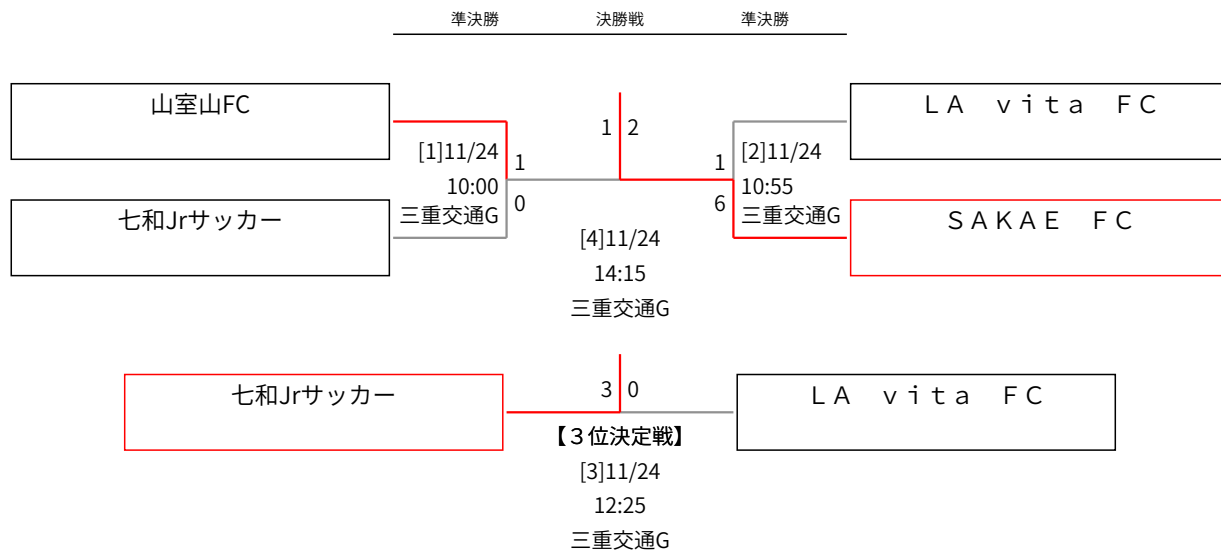 準決勝 決勝戦 準決勝
山室山FC
ＬＡ　ｖｉｔａ　ＦＣ
1 2
[1]11/24
1
1
[2]11/24
10:00
10:55
三重交通G
0
6
三重交通G
七和Jrサッカー
ＳＡＫＡＥ　ＦＣ
[4]11/24
14:15
三重交通G
七和Jrサッカー
3 0
ＬＡ　ｖｉｔａ　ＦＣ
【３位決定戦】
[3]11/24
12:25
三重交通G